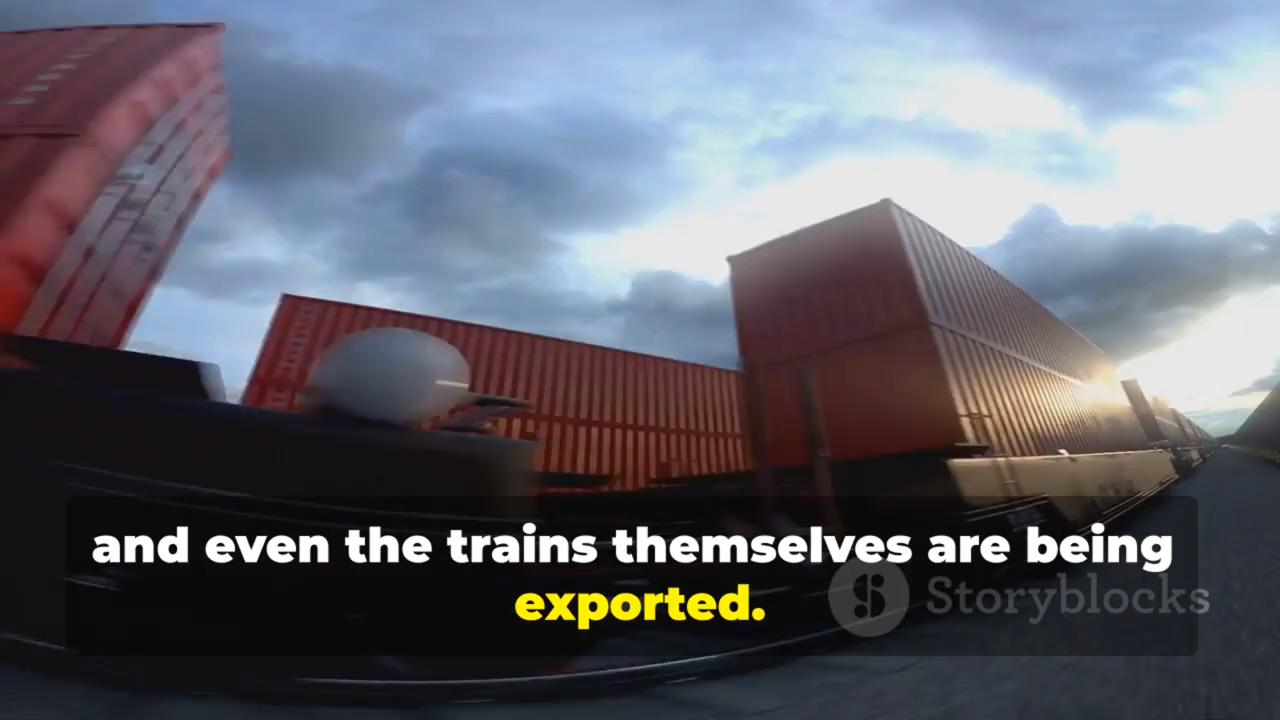 and even the trains themselves are being
exported.
Storyblocks